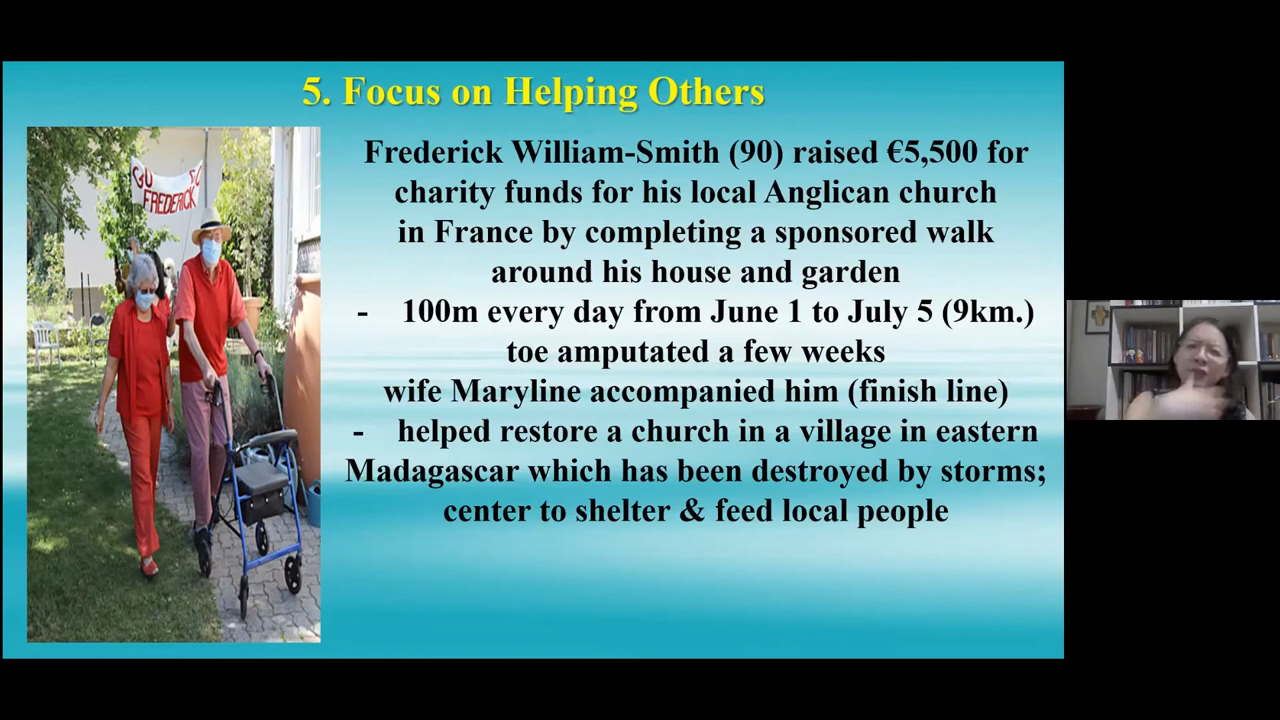 5. Focus on Helping Others
GO
FREDERICK
Frederick William-Smith (90) raised €5,500 for
charity funds for his local Anglican church
in France by completing a sponsored walk
around his house and garden
- 100m every day from June 1 to July 5 (9km.)
toe amputated a few weeks
wife Maryline accompanied him (finish line)
- helped restore a church in a village in eastern
Madagascar which has been destroyed by storms;
center to shelter & feed local people